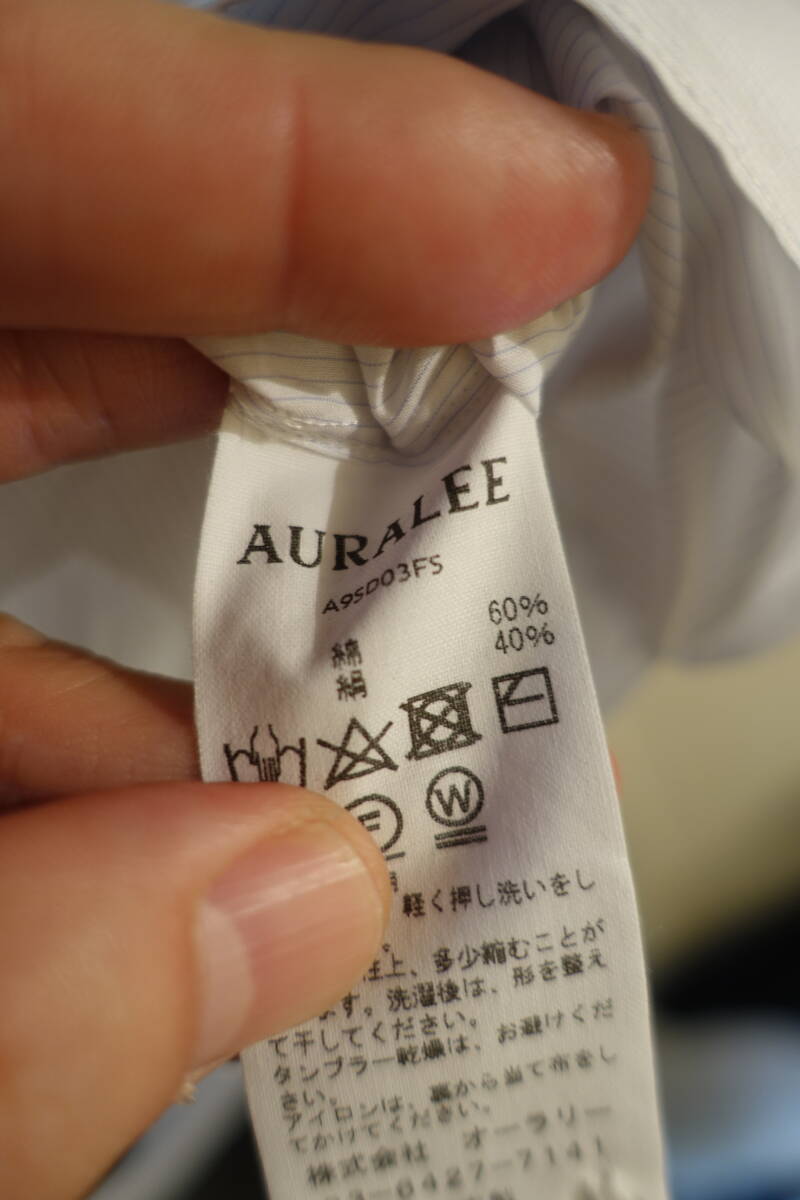 AURALEE
A9SD03FS
綿 60%
絹 40%
F W
軽く押し洗いをし
。
性上、多少縮むことが
ます。洗濯後は、形を整え
て干してください。
タンブラー乾燥は、お避けくだ
さい。
アイロンは、裏から当て布をし
てかけてください。
株式会社 オーラリー
03-6427-7141